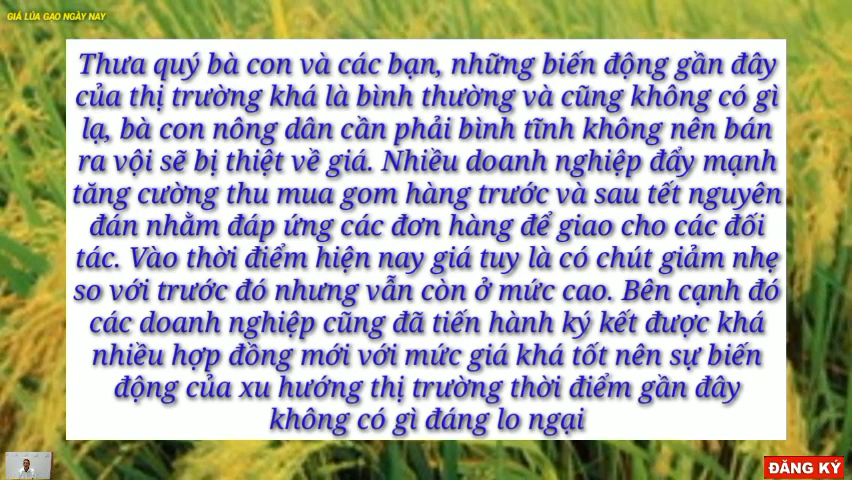 GIÁ LÚA GẠO NGÀY NAY
Thưa quý bà con và các bạn, những biến động gần đây
của thị trường khá là bình thường và cũng không có gì
lạ, bà con nông dân cần phải bình tĩnh không nên bán
ra vội sẽ bị thiệt về giá. Nhiều doanh nghiệp đẩy mạnh
tăng cường thu mua gom hàng trước và sau tết nguyên
đán nhằm đáp ứng các đơn hàng để giao cho các đối
tác. Vào thời điểm hiện nay giá tuy là có chút giảm nhẹ
so với trước đó nhưng vẫn còn ở mức cao. Bên cạnh đó
các doanh nghiệp cũng đã tiến hành ký kết được khá
nhiều hợp đồng mới với mức giá khá tốt nên sự biến
động của xu hướng thị trường thời điểm gần đây
không có gì đáng lo ngại
ĐĂNG KÝ